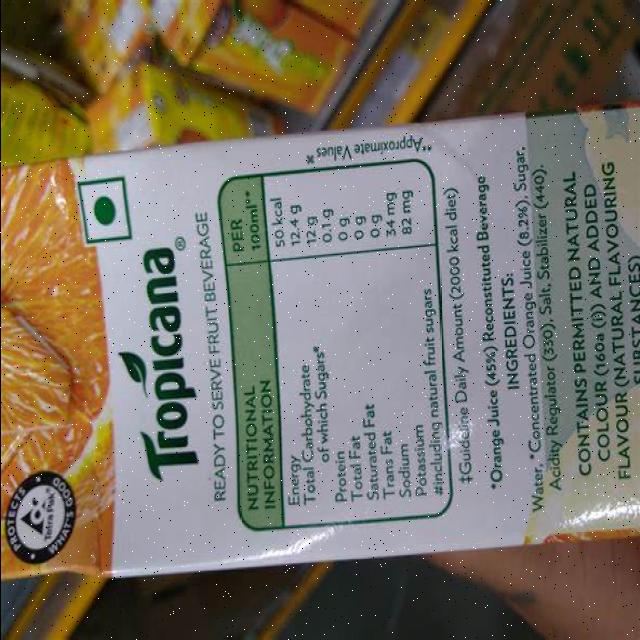 Tropicana®
READY TO SERVE FRUIT BEVERAGE
NUTRITIONAL INFORMATION PER 100ml**
Energy 50 kcal
Total Carbohydrate 12.4 g
of which Sugars# 12 g
Protein 0.1 g
Total Fat 0 g
Saturated Fat 0 g
Trans Fat 0 g
Sodium 34 mg
Potassium 82 mg
#including natural fruit sugars
**Approximate Values
‡Guideline Daily Amount (2000 kcal diet)
*Orange Juice (45%) Reconstituted Beverage
INGREDIENTS:
Water, *Concentrated Orange Juice (8.2%), Sugar,
Acidity Regulator (330), Salt, Stabilizer (440).
CONTAINS PERMITTED NATURAL
COLOUR (160a (ii)) AND ADDED
FLAVOUR (NATURAL FLAVOURING
SUBSTANCES)
PROTECTS
WHAT'S GOOD
Tetra Pak